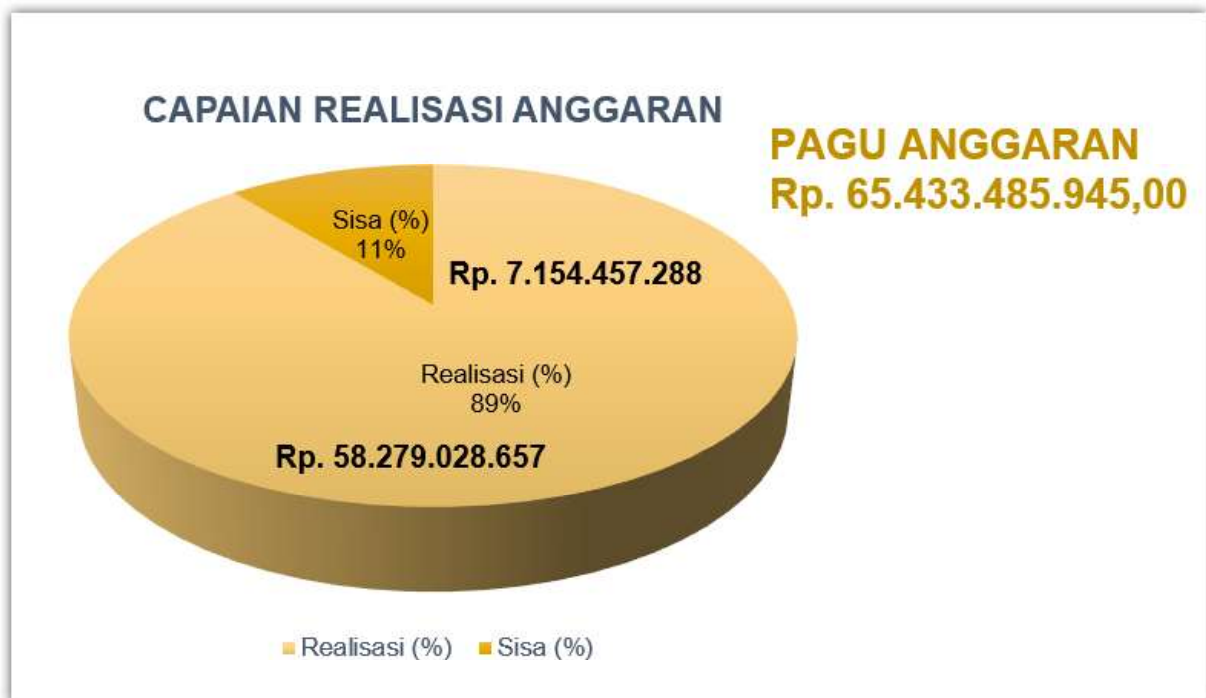 CAPAIAN REALISASI ANGGARAN
PAGU ANGGARAN
Rp. 65.433.485.945,00
Sisa (%)
11%
Rp. 7.154.457.288
Realisasi (%)
89%
Rp. 58.279.028.657
Realisasi (%) Sisa (%)